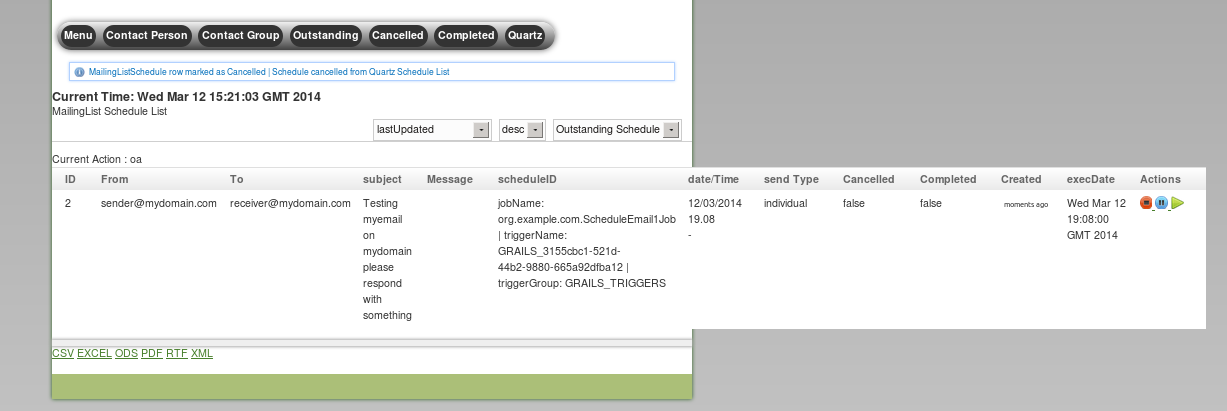 Menu Contact Person Contact Group Outstanding Cancelled Completed Quartz
MailingListSchedule row marked as Cancelled | Schedule cancelled from Quartz Schedule List
Current Time: Wed Mar 12 15:21:03 GMT 2014
MailingList Schedule List
lastUpdated desc Outstanding Schedule
Current Action : oa
ID From To subject Message scheduleID date/Time send Type Cancelled Completed Created execDate Actions
2 sender@mydomain.com receiver@mydomain.com Testing jobName: 12/03/2014 individual false false moments ago Wed Mar 12
myemail org.example.com.ScheduleEmail1Job 19.08 19:08:00
on | triggerName: - GMT 2014
mydomain GRAILS_3155cbc1-521d-
please 44b2-9880-665a92dfba12 |
respond triggerGroup: GRAILS_TRIGGERS
with
something
CSV EXCEL ODS PDF RTF XML